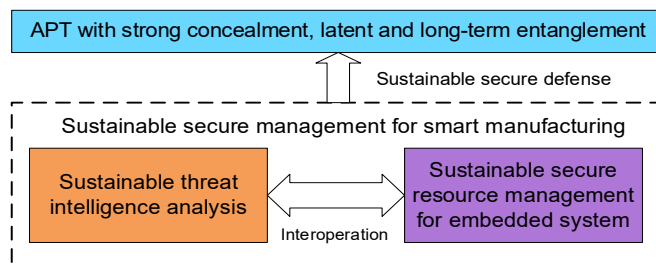 APT with strong concealment, latent and long-term entanglement
Sustainable secure defense
Sustainable secure management for smart manufacturing
Sustainable threat
intelligence analysis
Interoperation
Sustainable secure
resource management
for embedded system